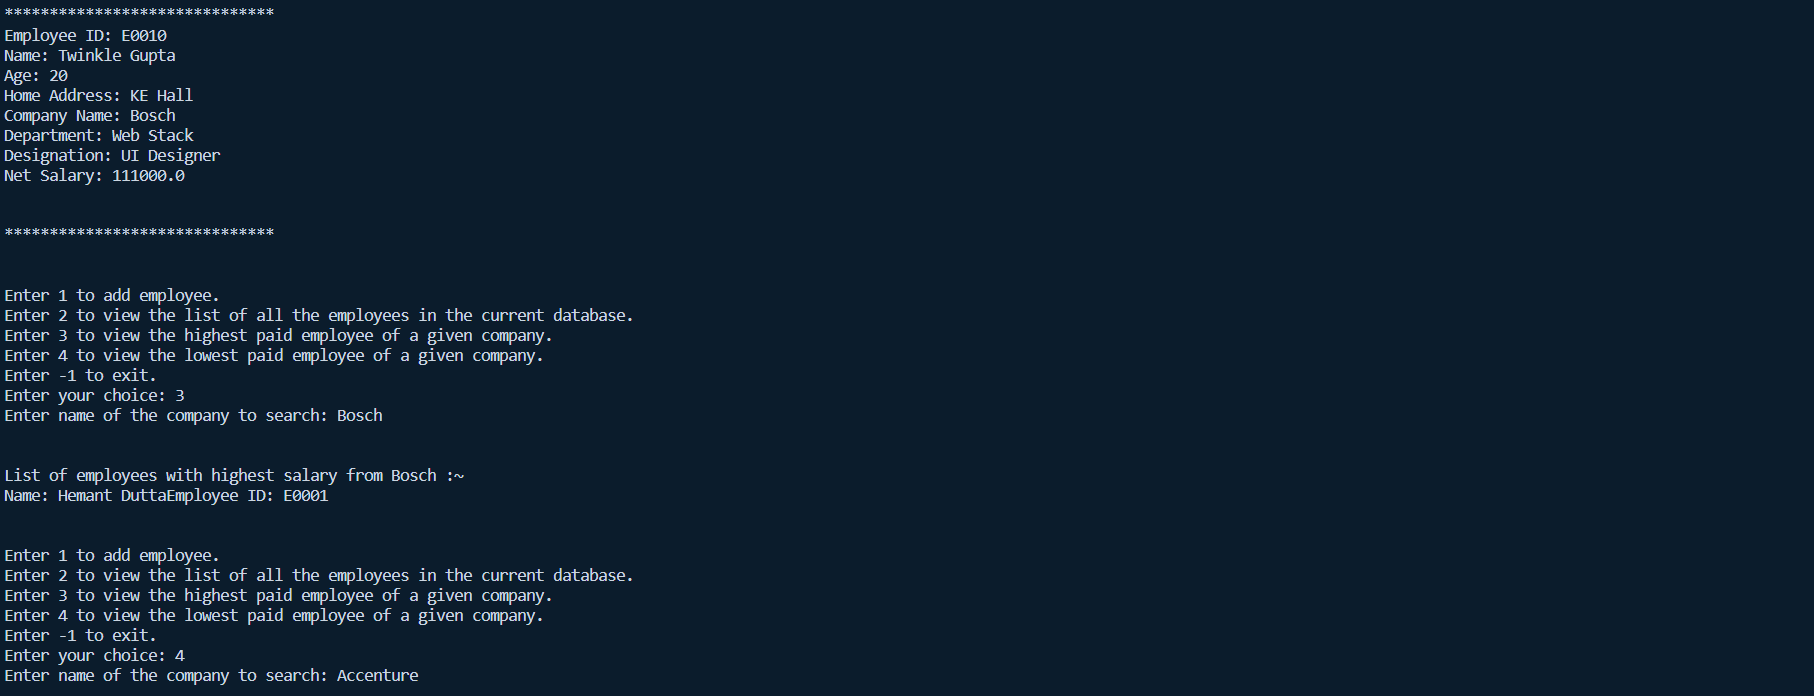 ******************************
Employee ID: E0010
Name: Twinkle Gupta
Age: 20
Home Address: KE Hall
Company Name: Bosch
Department: Web Stack
Designation: UI Designer
Net Salary: 111000.0
******************************
Enter 1 to add employee.
Enter 2 to view the list of all the employees in the current database.
Enter 3 to view the highest paid employee of a given company.
Enter 4 to view the lowest paid employee of a given company.
Enter -1 to exit.
Enter your choice: 3
Enter name of the company to search: Bosch
List of employees with highest salary from Bosch :~
Name: Hemant DuttaEmployee ID: E0001
Enter 1 to add employee.
Enter 2 to view the list of all the employees in the current database.
Enter 3 to view the highest paid employee of a given company.
Enter 4 to view the lowest paid employee of a given company.
Enter -1 to exit.
Enter your choice: 4
Enter name of the company to search: Accenture